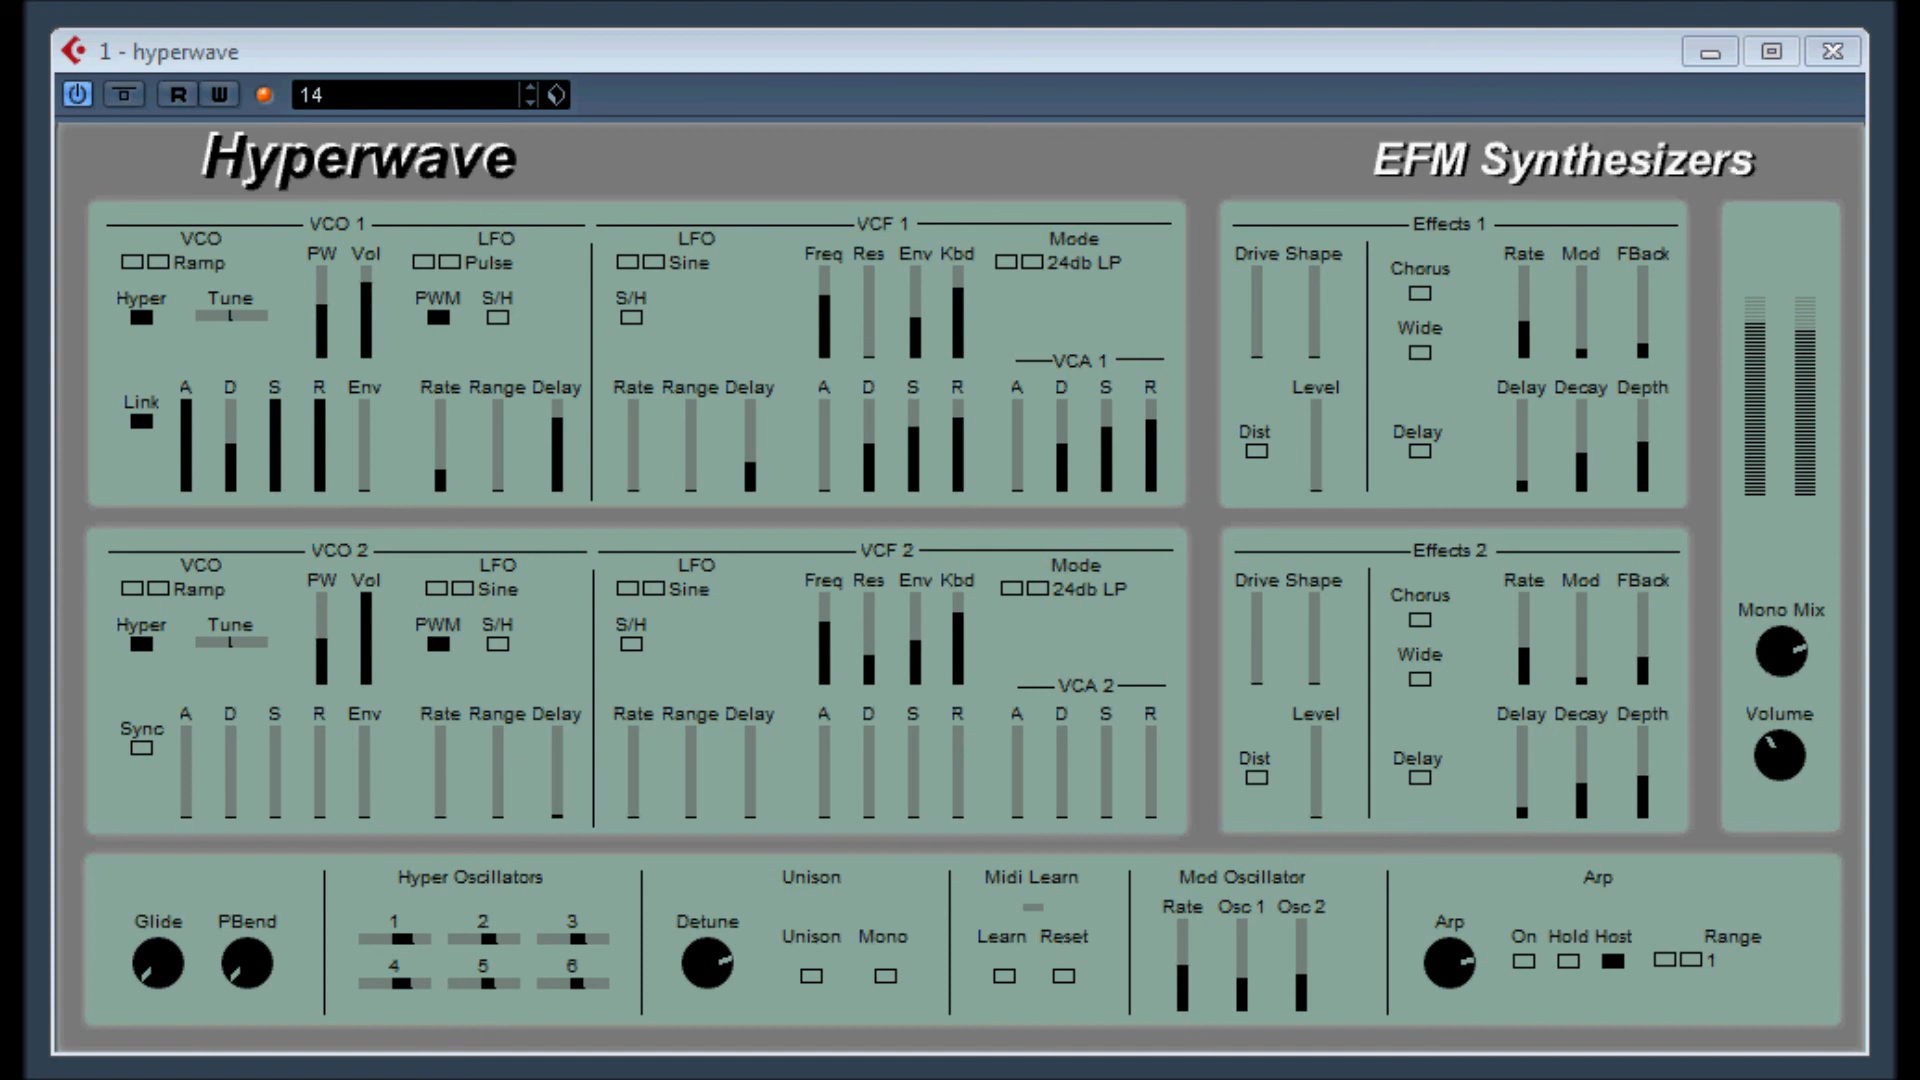 1 - hyperwave
R W 14
Hyperwave
EFM Synthesizers
VCO 1
VCO
Ramp
PW Vol
LFO
Pulse
Hyper Tune
PWM S/H
Link
A D S R Env
Rate Range Delay
VCF 1
LFO
Sine
S/H
Freq Res Env Kbd
Mode
24db LP
VCA 1
Rate Range Delay
A D S R
A D S R
Effects 1
Drive Shape
Chorus
Rate Mod FBack
Wide
Level
Delay Decay Depth
Dist
Delay
VCO 2
VCO
Ramp
PW Vol
LFO
Sine
Hyper Tune
PWM S/H
Sync
A D S R Env
Rate Range Delay
VCF 2
LFO
Sine
S/H
Freq Res Env Kbd
Mode
24db LP
VCA 2
Rate Range Delay
A D S R
A D S R
Effects 2
Drive Shape
Chorus
Rate Mod FBack
Wide
Level
Delay Decay Depth
Dist
Delay
Mono Mix
Volume
Glide PBend
Hyper Oscillators
1 2 3
4 5 6
Unison
Detune
Unison Mono
Midi Learn
Learn Reset
Mod Oscillator
Rate Osc 1 Osc 2
Arp
Arp
On Hold Host
Range
1